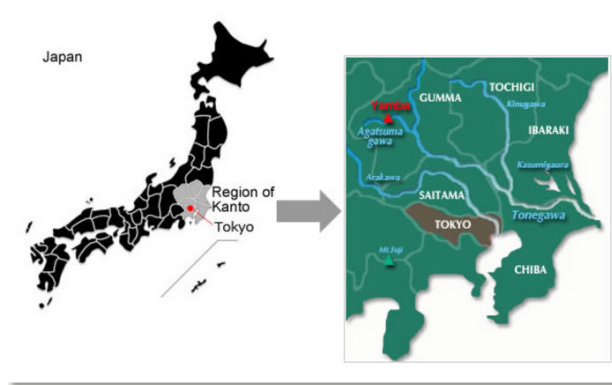 Japan
Region of
Kanto
Tokyo
GUMMA
TOCHIGI
Kinugawa
Yamba
Agatsuma
gawa
IBARAKI
Kasumigaura
Arakawa
SAITAMA
TOKYO
Tonegawa
Mt.Fuji
CHIBA